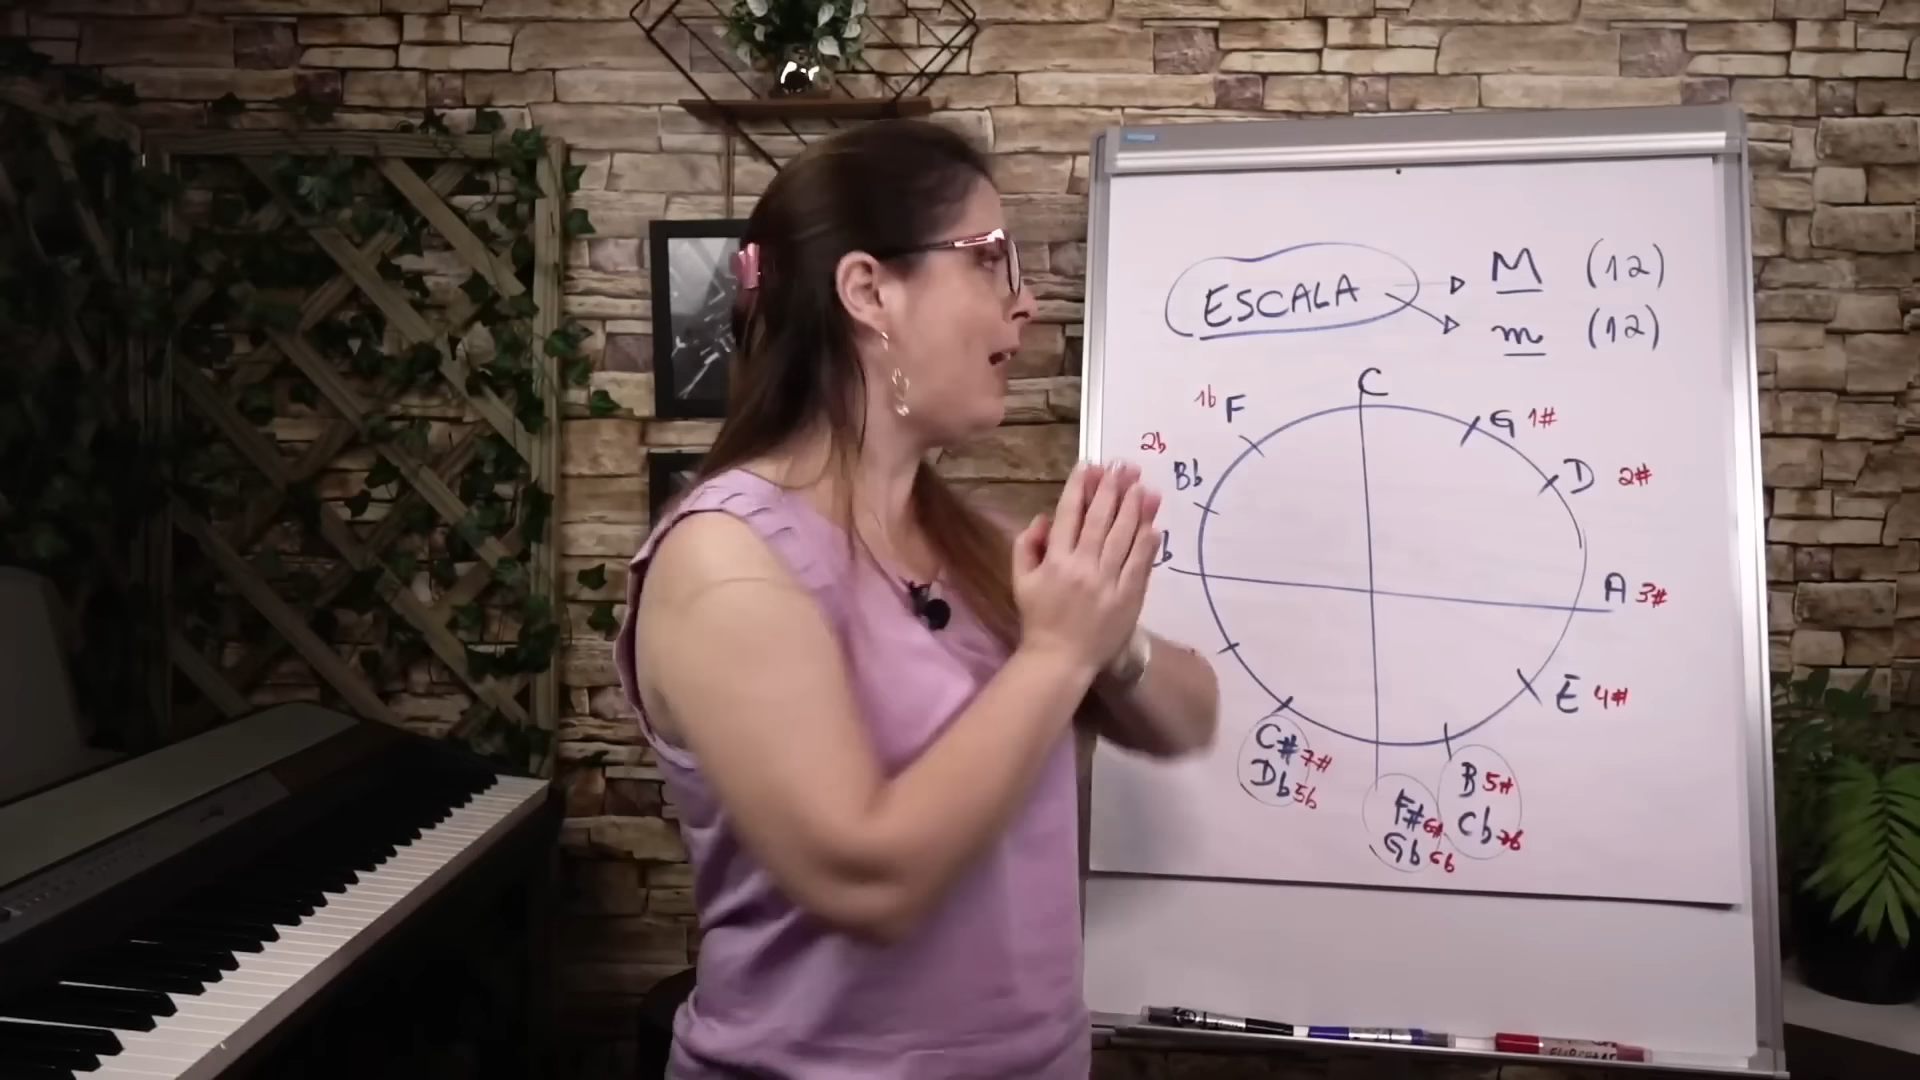 ESCALA
M (12)
m (12)
C
1b F
G 1#
2b
Bb
D 2#
b
A 3#
E 4#
C# 7#
Db 5b
B 5#
Cb 7b
F# 6#
Gb 6b